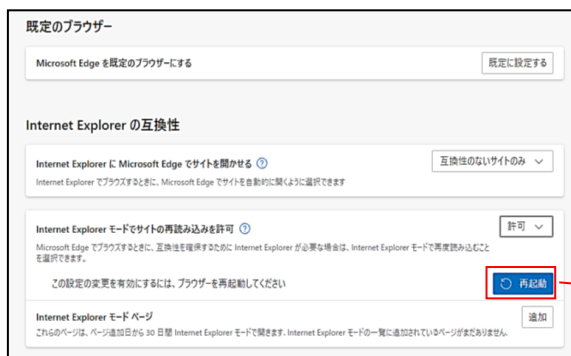 既定のブラウザー
Microsoft Edge を既定のブラウザーにする
既定に設定する
Internet Explorer の互換性
Internet Explorer に Microsoft Edge でサイトを開かせる
互換性のないサイトのみ
Internet Explorer でブラウズするときに、Microsoft Edge でサイトを自動的に開くように選択できます
Internet Explorer モードでサイトの再読み込みを許可
許可
Microsoft Edge でブラウズするときに、互換性を確保するために Internet Explorer が必要な場合は、Internet Explorer モードで再度読み込むこと
を選択できます。
この設定の変更を有効にするには、ブラウザーを再起動してください
再起動
Internet Explorer モード ページ
追加
これらのページは、ページ追加日から 30 日間 Internet Explorer モードで開きます. Internet Explorer モードの一覧に追加されているページがまだありません.